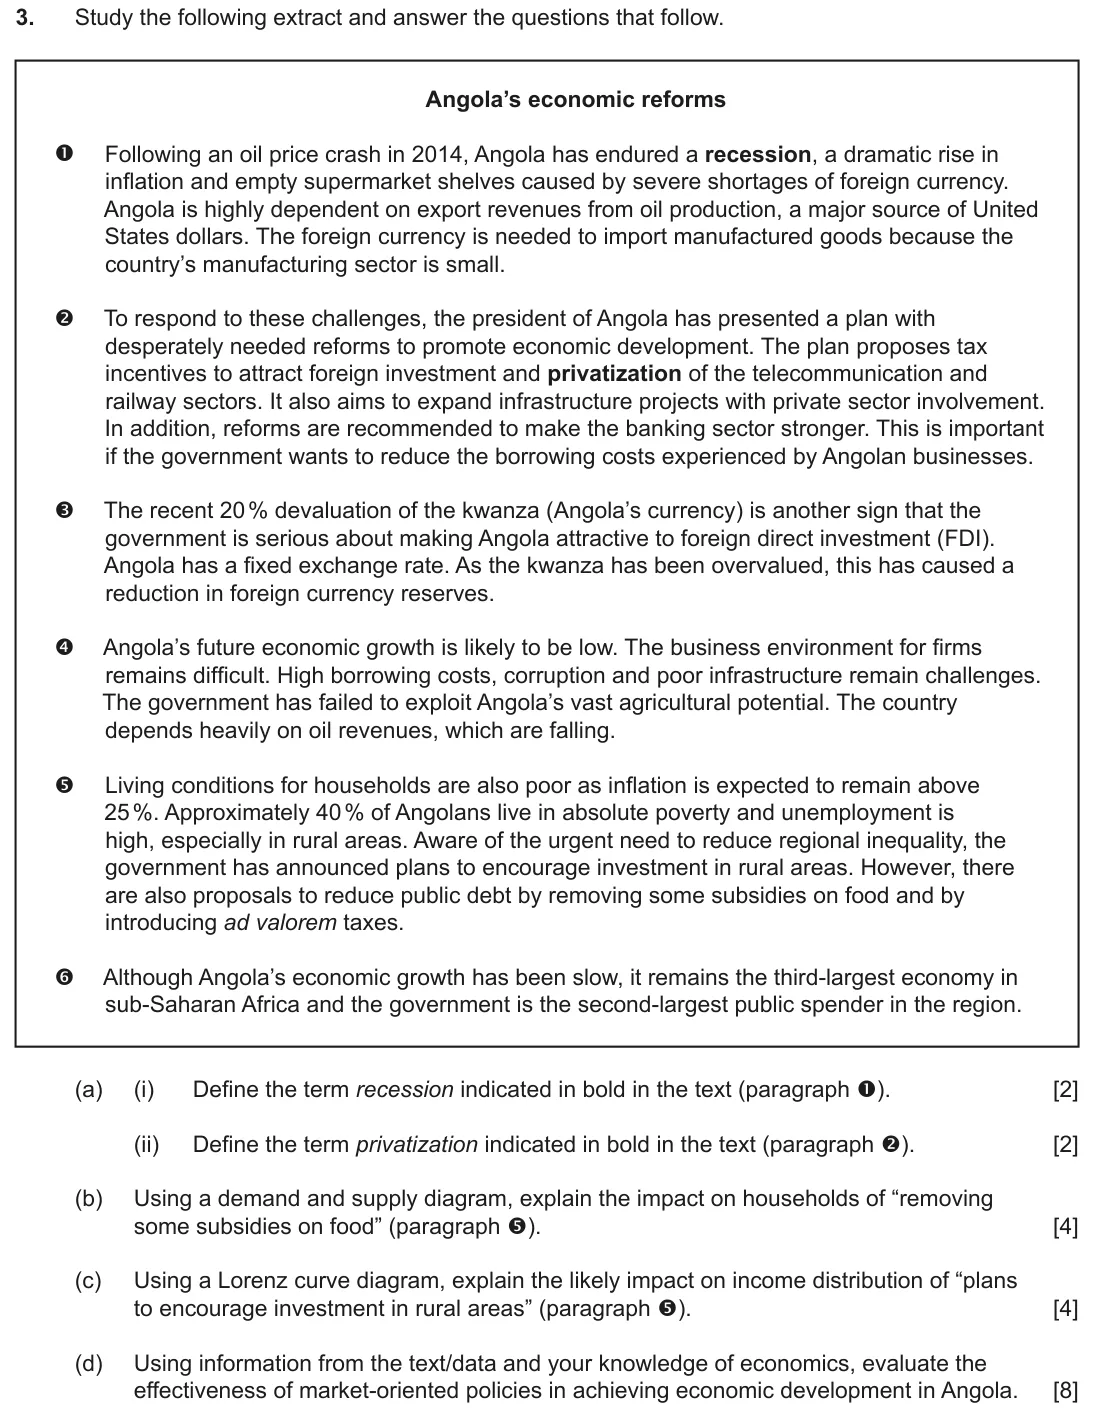 3. Study the following extract and answer the questions that follow.
Angola's economic reforms
❶ Following an oil price crash in 2014, Angola has endured a recession, a dramatic rise in
inflation and empty supermarket shelves caused by severe shortages of foreign currency.
Angola is highly dependent on export revenues from oil production, a major source of United
States dollars. The foreign currency is needed to import manufactured goods because the
country's manufacturing sector is small.
❷ To respond to these challenges, the president of Angola has presented a plan with
desperately needed reforms to promote economic development. The plan proposes tax
incentives to attract foreign investment and privatization of the telecommunication and
railway sectors. It also aims to expand infrastructure projects with private sector involvement.
In addition, reforms are recommended to make the banking sector stronger. This is important
if the government wants to reduce the borrowing costs experienced by Angolan businesses.
❸ The recent 20% devaluation of the kwanza (Angola's currency) is another sign that the
government is serious about making Angola attractive to foreign direct investment (FDI).
Angola has a fixed exchange rate. As the kwanza has been overvalued, this has caused a
reduction in foreign currency reserves.
❹ Angola's future economic growth is likely to be low. The business environment for firms
remains difficult. High borrowing costs, corruption and poor infrastructure remain challenges.
The government has failed to exploit Angola's vast agricultural potential. The country
depends heavily on oil revenues, which are falling.
❺ Living conditions for households are also poor as inflation is expected to remain above
25%. Approximately 40% of Angolans live in absolute poverty and unemployment is
high, especially in rural areas. Aware of the urgent need to reduce regional inequality, the
government has announced plans to encourage investment in rural areas. However, there
are also proposals to reduce public debt by removing some subsidies on food and by
introducing ad valorem taxes.
❻ Although Angola's economic growth has been slow, it remains the third-largest economy in
sub-Saharan Africa and the government is the second-largest public spender in the region.
(a) (i) Define the term recession indicated in bold in the text (paragraph ❶). [2]
(ii) Define the term privatization indicated in bold in the text (paragraph ❷). [2]
(b) Using a demand and supply diagram, explain the impact on households of “removing
some subsidies on food” (paragraph ❺). [4]
(c) Using a Lorenz curve diagram, explain the likely impact on income distribution of “plans
to encourage investment in rural areas” (paragraph ❺). [4]
(d) Using information from the text/data and your knowledge of economics, evaluate the
effectiveness of market-oriented policies in achieving economic development in Angola. [8]